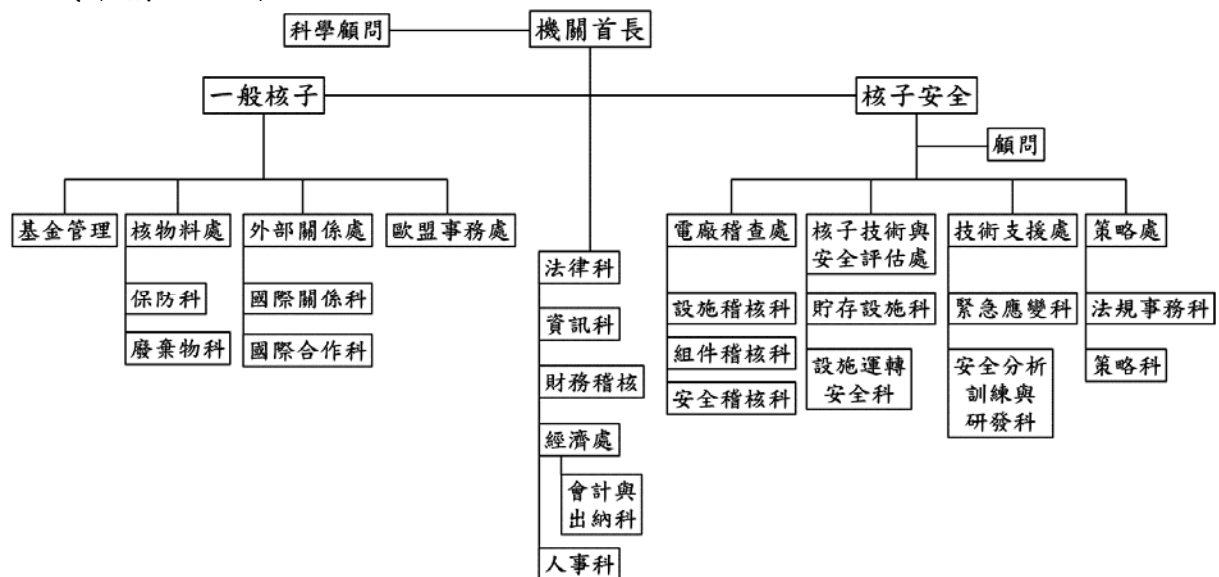 科學顧問
機關首長
一般核子
核子安全
顧問
基金管理
核物料處
外部關係處
歐盟事務處
電廠稽查處
核子技術與
安全評估處
技術支援處
策略處
法律科
保防科
國際關係科
設施稽核科
貯存設施科
緊急應變科
法規事務科
資訊科
廢棄物科
國際合作科
組件稽核科
設施運轉
安全科
安全分析
訓練與
研發科
策略科
財務稽核
安全稽核科
經濟處
會計與
出納科
人事科